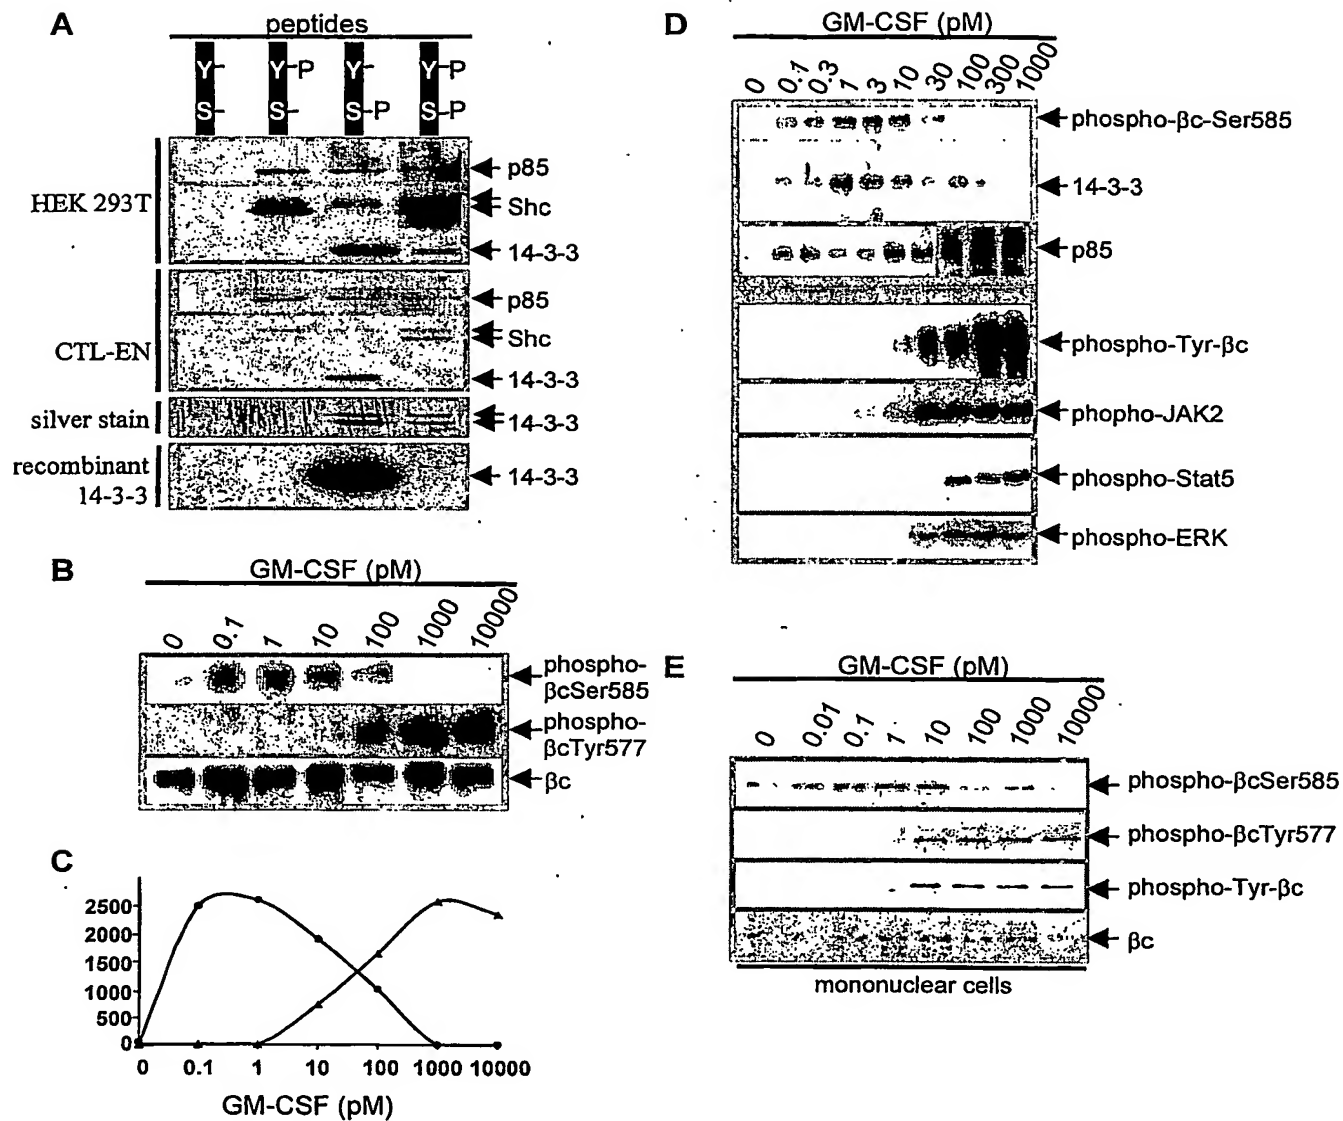 A
peptides
Y Y-P Y Y-P
S S S-P S-P
HEK 293T
p85
Shc
14-3-3
CTL-EN
p85
Shc
14-3-3
silver stain
14-3-3
recombinant
14-3-3
14-3-3
B
GM-CSF (pM)
0 0.1 1 10 100 1000 10000
phospho-
βcSer585
phospho-
βcTyr577
βc
C
2500
2000
1500
1000
500
0
0 0.1 1 10 100 1000 10000
GM-CSF (pM)
D
GM-CSF (pM)
0 0.1 0.3 1 3 10 30 100 300 1000
phospho-βc-Ser585
14-3-3
p85
phospho-Tyr-βc
phopho-JAK2
phospho-Stat5
phospho-ERK
E
GM-CSF (pM)
0 0.01 0.1 1 10 100 1000 10000
phospho-βcSer585
phospho-βcTyr577
phospho-Tyr-βc
βc
mononuclear cells